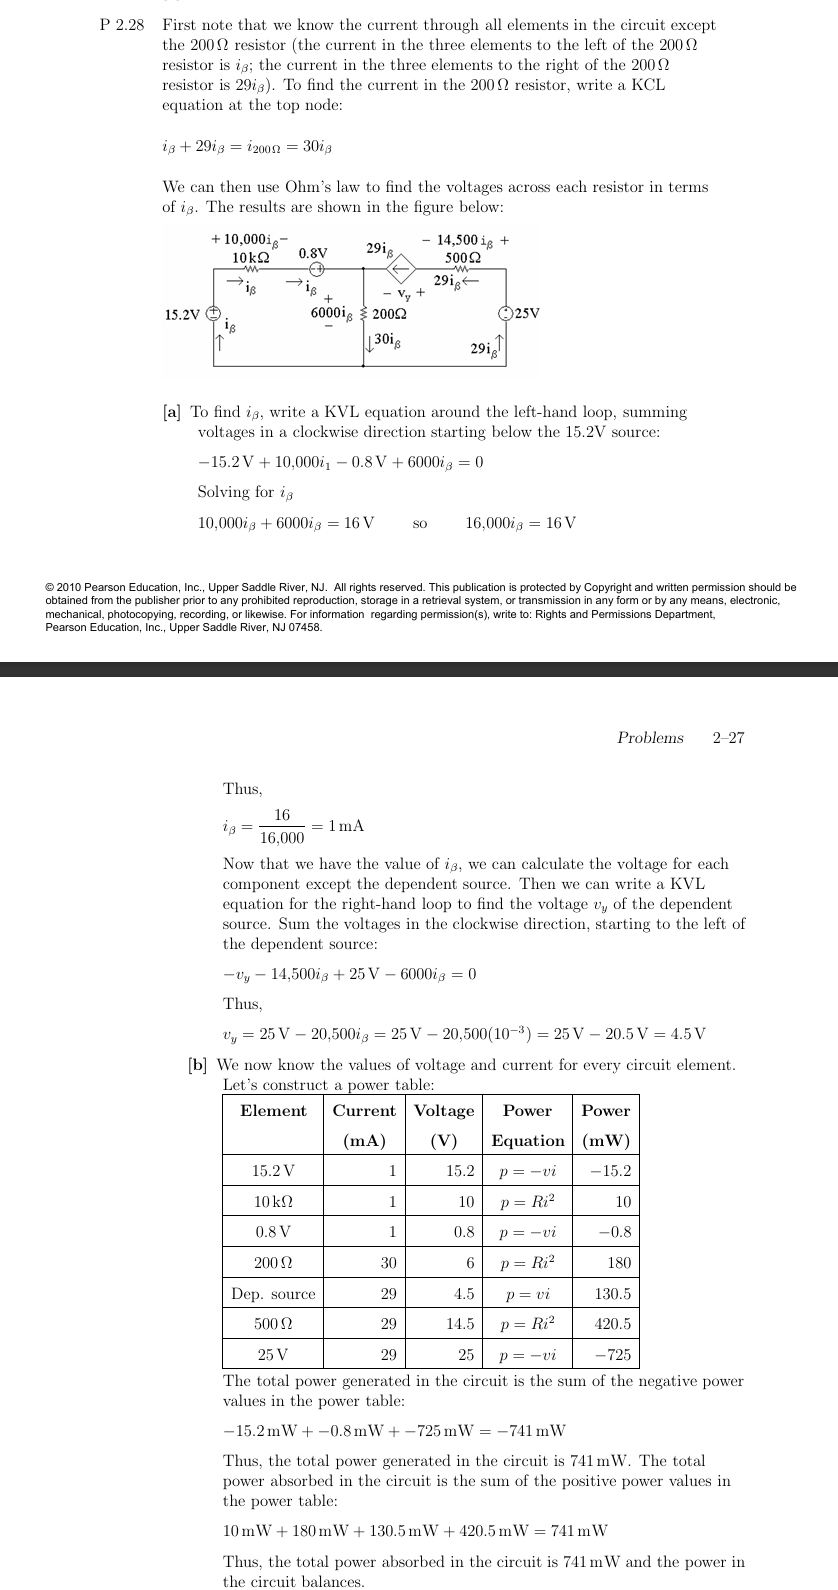 P 2.28 First note that we know the current through all elements in the circuit except
the 200 Ω resistor (the current in the three elements to the left of the 200 Ω
resistor is iβ; the current in the three elements to the right of the 200 Ω
resistor is 29iβ). To find the current in the 200 Ω resistor, write a KCL
equation at the top node:
iβ + 29iβ = i200Ω = 30iβ
We can then use Ohm's law to find the voltages across each resistor in terms
of iβ. The results are shown in the figure below:
+ 10,000iβ −
10kΩ
0.8V
29iβ
− 14,500 iβ +
500Ω
iβ
iβ
− vy +
29iβ
15.2V
iβ
+
6000iβ
−
200Ω
30iβ
25V
29iβ
[a] To find iβ, write a KVL equation around the left-hand loop, summing
voltages in a clockwise direction starting below the 15.2V source:
−15.2 V + 10,000i1 − 0.8 V + 6000iβ = 0
Solving for iβ
10,000iβ + 6000iβ = 16 V so 16,000iβ = 16 V
© 2010 Pearson Education, Inc., Upper Saddle River, NJ. All rights reserved. This publication is protected by Copyright and written permission should be
obtained from the publisher prior to any prohibited reproduction, storage in a retrieval system, or transmission in any form or by any means, electronic,
mechanical, photocopying, recording, or likewise. For information regarding permission(s), write to: Rights and Permissions Department,
Pearson Education, Inc., Upper Saddle River, NJ 07458.
Problems 2–27
Thus,
iβ = 16/16,000 = 1 mA
Now that we have the value of iβ, we can calculate the voltage for each
component except the dependent source. Then we can write a KVL
equation for the right-hand loop to find the voltage vy of the dependent
source. Sum the voltages in the clockwise direction, starting to the left of
the dependent source:
−vy − 14,500iβ + 25 V − 6000iβ = 0
Thus,
vy = 25 V − 20,500iβ = 25 V − 20,500(10−3) = 25 V − 20.5 V = 4.5 V
[b] We now know the values of voltage and current for every circuit element.
Let's construct a power table:
Element Current Voltage Power Power
(mA) (V) Equation (mW)
15.2 V 1 15.2 p = −vi −15.2
10 kΩ 1 10 p = Ri² 10
0.8 V 1 0.8 p = −vi −0.8
200 Ω 30 6 p = Ri² 180
Dep. source 29 4.5 p = vi 130.5
500 Ω 29 14.5 p = Ri² 420.5
25 V 29 25 p = −vi −725
The total power generated in the circuit is the sum of the negative power
values in the power table:
−15.2 mW + −0.8 mW + −725 mW = −741 mW
Thus, the total power generated in the circuit is 741 mW. The total
power absorbed in the circuit is the sum of the positive power values in
the power table:
10 mW + 180 mW + 130.5 mW + 420.5 mW = 741 mW
Thus, the total power absorbed in the circuit is 741 mW and the power in
the circuit balances.